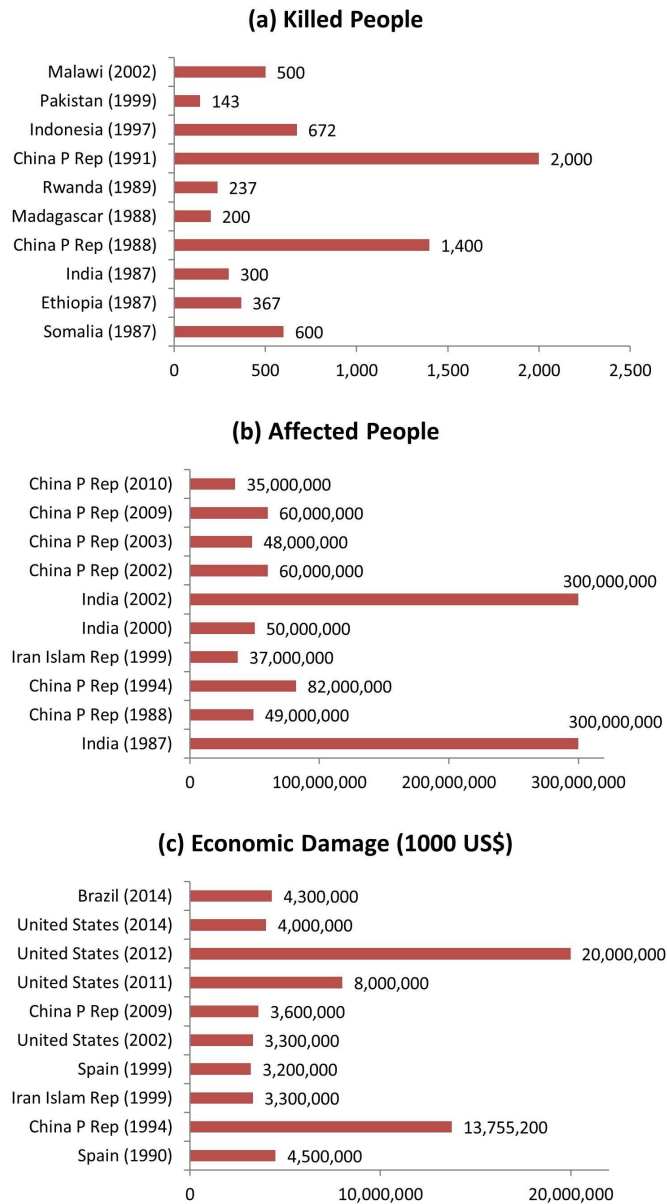 (a) Killed People
Malawi (2002) 500
Pakistan (1999) 143
Indonesia (1997) 672
China P Rep (1991) 2,000
Rwanda (1989) 237
Madagascar (1988) 200
China P Rep (1988) 1,400
India (1987) 300
Ethiopia (1987) 367
Somalia (1987) 600
0 500 1,000 1,500 2,000 2,500
(b) Affected People
China P Rep (2010) 35,000,000
China P Rep (2009) 60,000,000
China P Rep (2003) 48,000,000
China P Rep (2002) 60,000,000
India (2002) 300,000,000
India (2000) 50,000,000
Iran Islam Rep (1999) 37,000,000
China P Rep (1994) 82,000,000
China P Rep (1988) 49,000,000
India (1987) 300,000,000
0 100,000,000 200,000,000 300,000,000
(c) Economic Damage (1000 US$)
Brazil (2014) 4,300,000
United States (2014) 4,000,000
United States (2012) 20,000,000
United States (2011) 8,000,000
China P Rep (2009) 3,600,000
United States (2002) 3,300,000
Spain (1999) 3,200,000
Iran Islam Rep (1999) 3,300,000
China P Rep (1994) 13,755,200
Spain (1990) 4,500,000
0 10,000,000 20,000,000